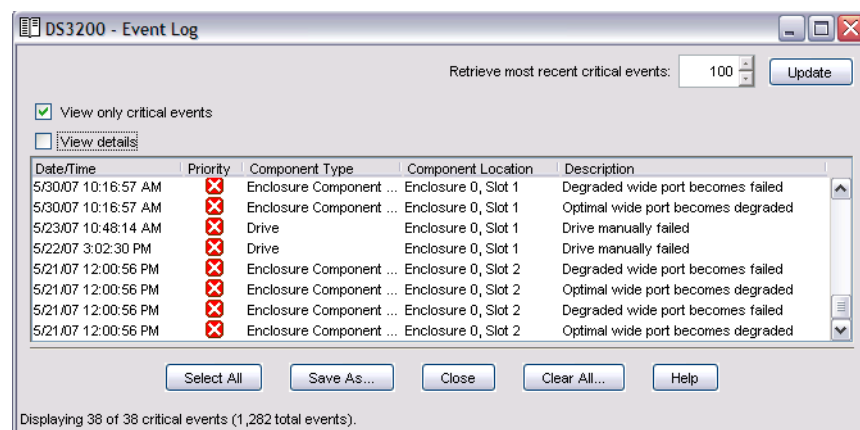 DS3200 - Event Log
Retrieve most recent critical events: 100 Update
View only critical events
View details
Date/Time Priority Component Type Component Location Description
5/30/07 10:16:57 AM Enclosure Component ... Enclosure 0, Slot 1 Degraded wide port becomes failed
5/30/07 10:16:57 AM Enclosure Component ... Enclosure 0, Slot 1 Optimal wide port becomes degraded
5/23/07 10:48:14 AM Drive Enclosure 0, Slot 1 Drive manually failed
5/22/07 3:02:30 PM Drive Enclosure 0, Slot 1 Drive manually failed
5/21/07 12:00:56 PM Enclosure Component ... Enclosure 0, Slot 2 Degraded wide port becomes failed
5/21/07 12:00:56 PM Enclosure Component ... Enclosure 0, Slot 2 Optimal wide port becomes degraded
5/21/07 12:00:56 PM Enclosure Component ... Enclosure 0, Slot 2 Degraded wide port becomes failed
5/21/07 12:00:56 PM Enclosure Component ... Enclosure 0, Slot 2 Optimal wide port becomes degraded
Select All Save As... Close Clear All... Help
Displaying 38 of 38 critical events (1,282 total events).